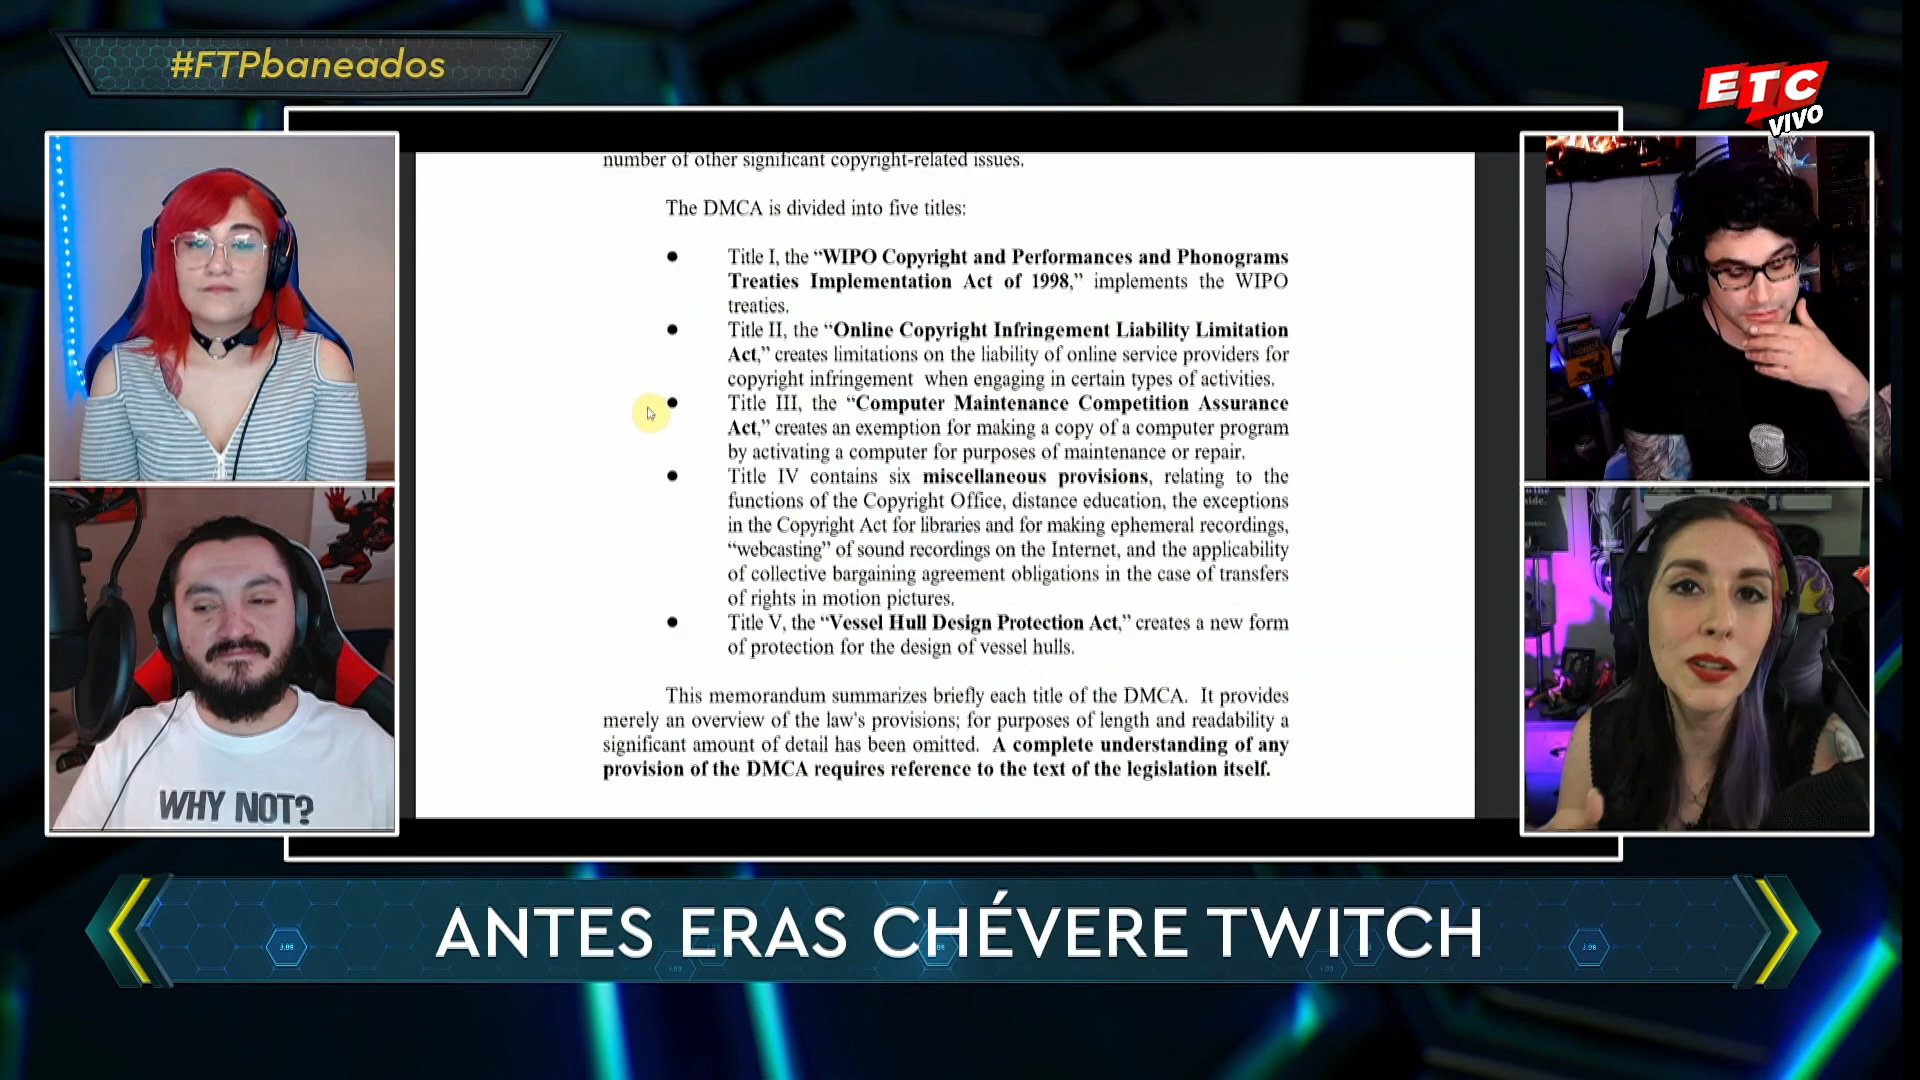 #FTPbaneados
ETC
VIVO
number of other significant copyright-related issues.
The DMCA is divided into five titles:
● Title I, the “WIPO Copyright and Performances and Phonograms
Treaties Implementation Act of 1998,” implements the WIPO
treaties.
● Title II, the “Online Copyright Infringement Liability Limitation
Act,” creates limitations on the liability of online service providers for
copyright infringement when engaging in certain types of activities.
● Title III, the “Computer Maintenance Competition Assurance
Act,” creates an exemption for making a copy of a computer program
by activating a computer for purposes of maintenance or repair.
● Title IV contains six miscellaneous provisions, relating to the
functions of the Copyright Office, distance education, the exceptions
in the Copyright Act for libraries and for making ephemeral recordings,
“webcasting” of sound recordings on the Internet, and the applicability
of collective bargaining agreement obligations in the case of transfers
of rights in motion pictures.
● Title V, the “Vessel Hull Design Protection Act,” creates a new form
of protection for the design of vessel hulls.
This memorandum summarizes briefly each title of the DMCA. It provides
merely an overview of the law’s provisions; for purposes of length and readability a
significant amount of detail has been omitted. A complete understanding of any
provision of the DMCA requires reference to the text of the legislation itself.
WHY NOT?
ANTES ERAS CHÉVERE TWITCH